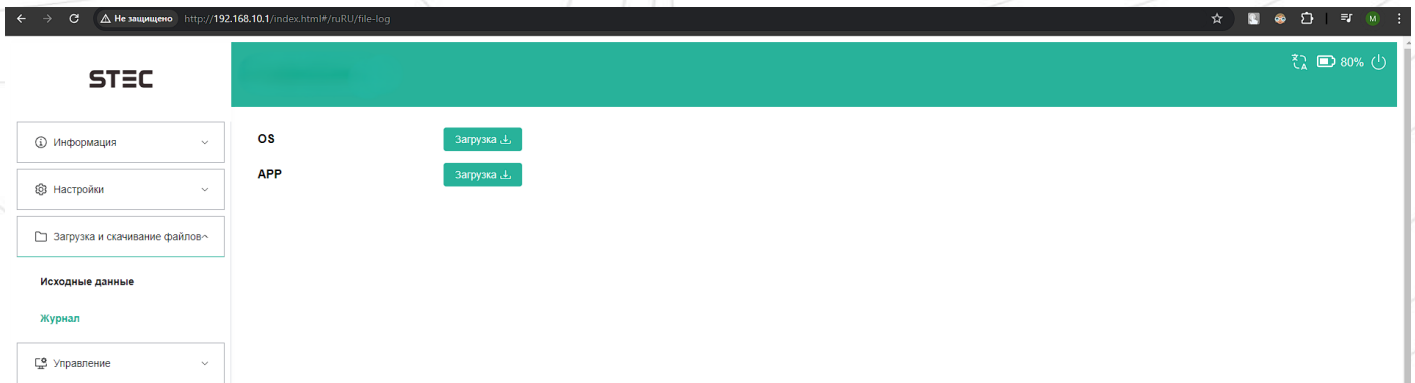 Не защищено http://192.168.10.1/index.html#/ruRU/file-log
M
STEC
80%
Информация
Настройки
Загрузка и скачивание файлов
Исходные данные
Журнал
Управление
OS Загрузка
APP Загрузка